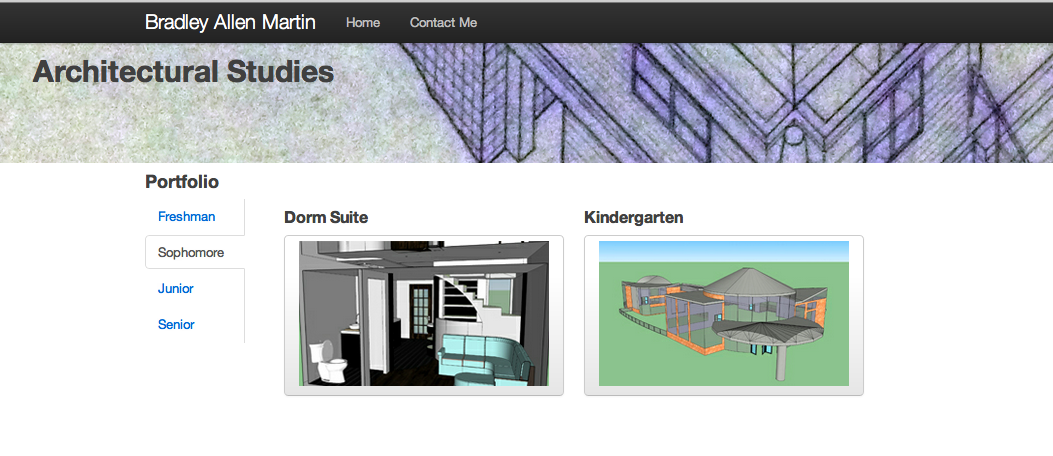 Bradley Allen Martin Home Contact Me
Architectural Studies
Portfolio
Freshman
Sophomore
Junior
Senior
Dorm Suite
Kindergarten